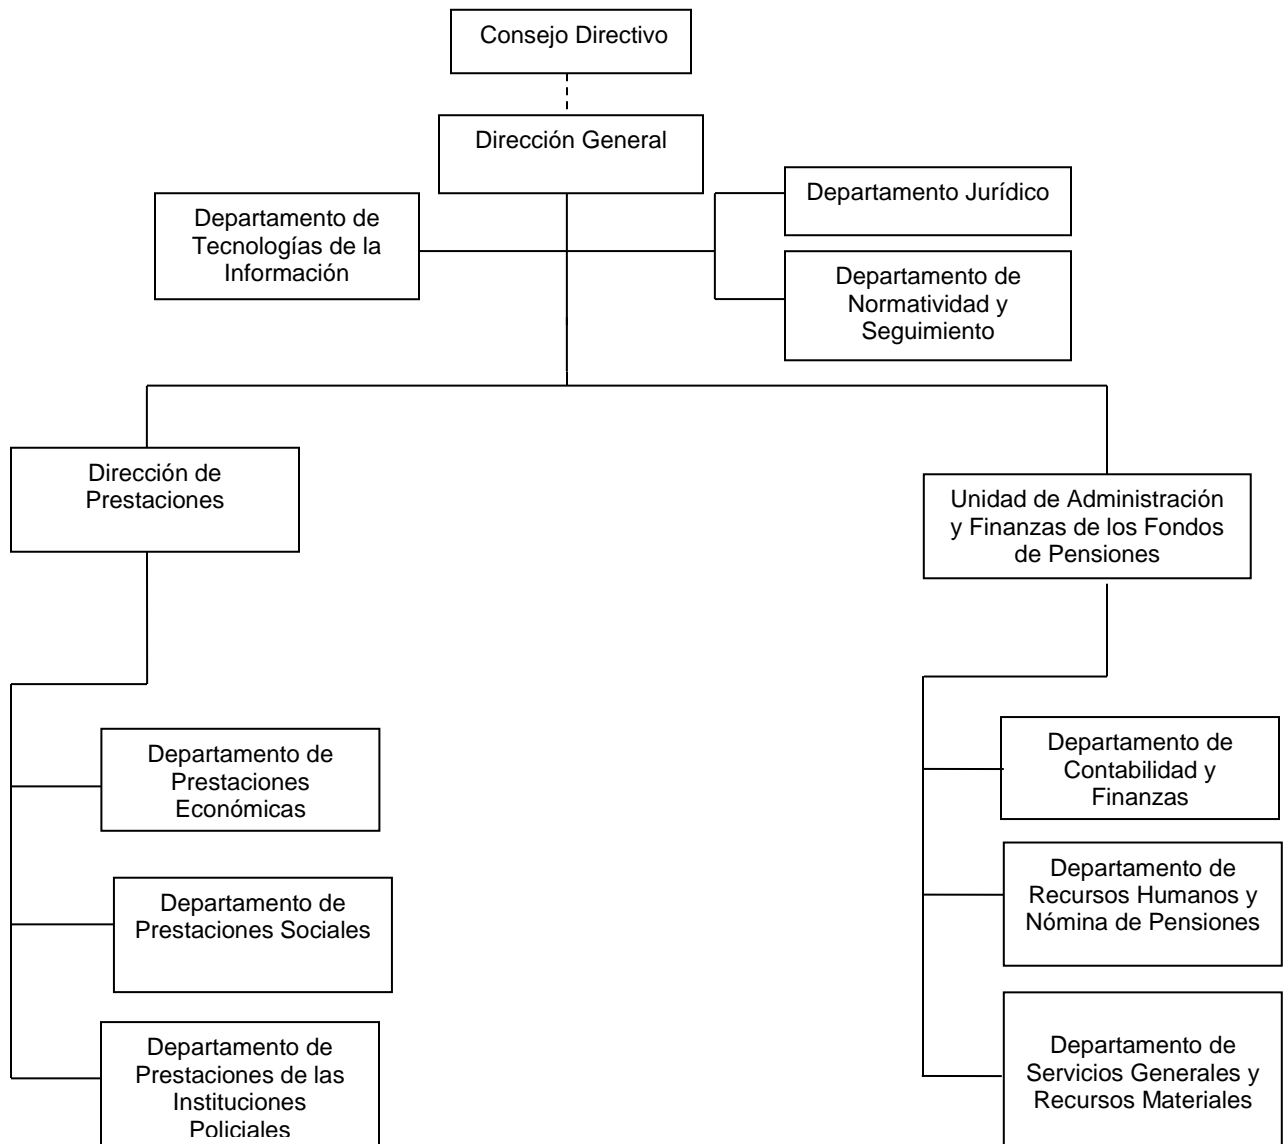 Consejo Directivo
Dirección General
Departamento Jurídico
Departamento de
Tecnologías de la
Información
Departamento de
Normatividad y
Seguimiento
Dirección de
Prestaciones
Unidad de Administración
y Finanzas de los Fondos
de Pensiones
Departamento de
Prestaciones
Económicas
Departamento de
Contabilidad y
Finanzas
Departamento de
Prestaciones Sociales
Departamento de
Recursos Humanos y
Nómina de Pensiones
Departamento de
Prestaciones de las
Instituciones
Policiales
Departamento de
Servicios Generales y
Recursos Materiales